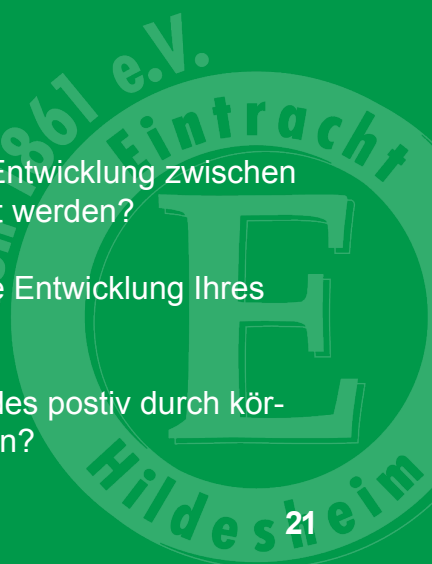 1861 e.V.
Eintracht
Entwicklung zwischen
t werden?
e Entwicklung Ihres
E
des postiv durch kör-
n?
Hildesheim
21